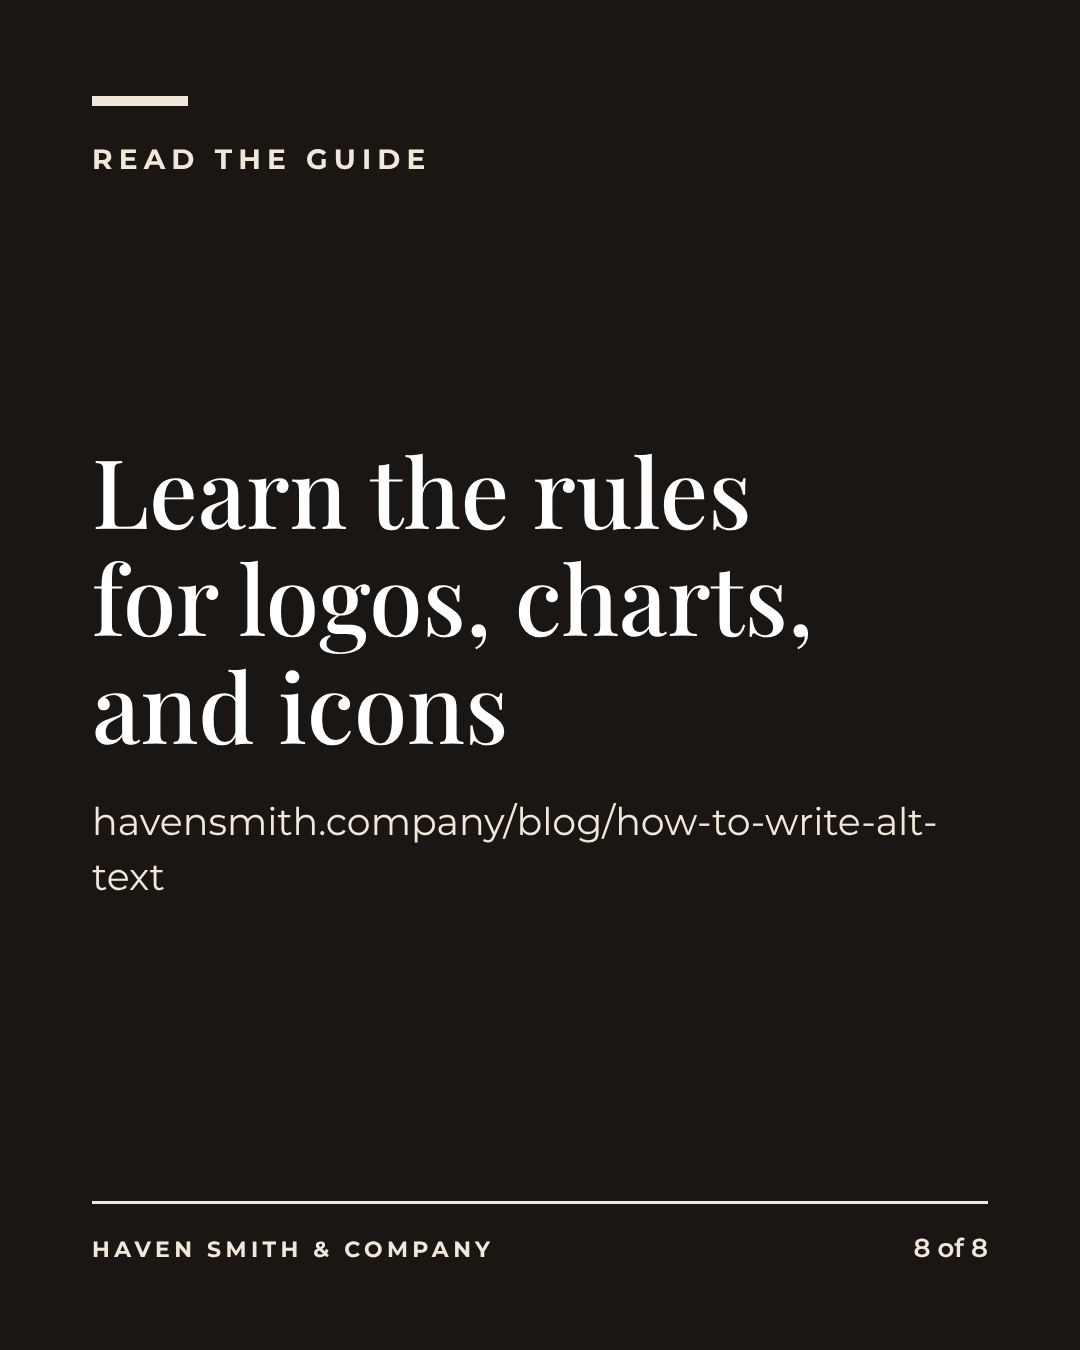 READ THE GUIDE
Learn the rules
for logos, charts,
and icons
havensmith.company/blog/how-to-write-alt-
text
HAVEN SMITH & COMPANY
8 of 8